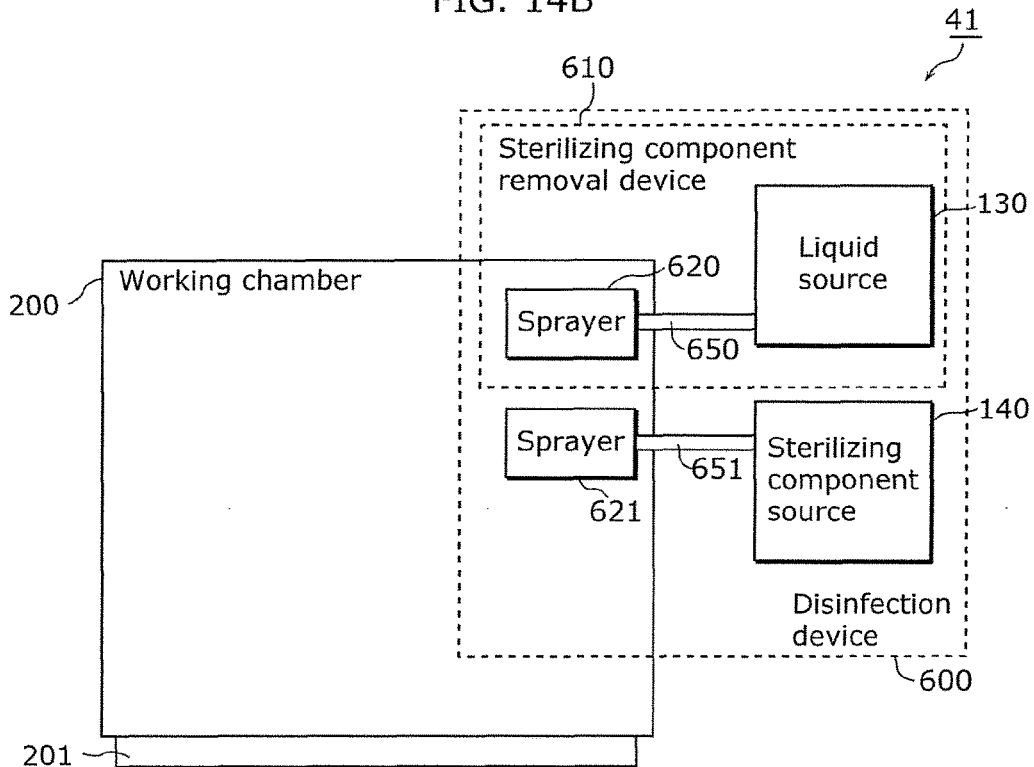 FIG. 14B
41
610
Sterilizing component
removal device
130
Liquid
source
620
Working chamber
200
Sprayer
650
140
Sprayer
651
Sterilizing
component
source
621
Disinfection
device
600
201